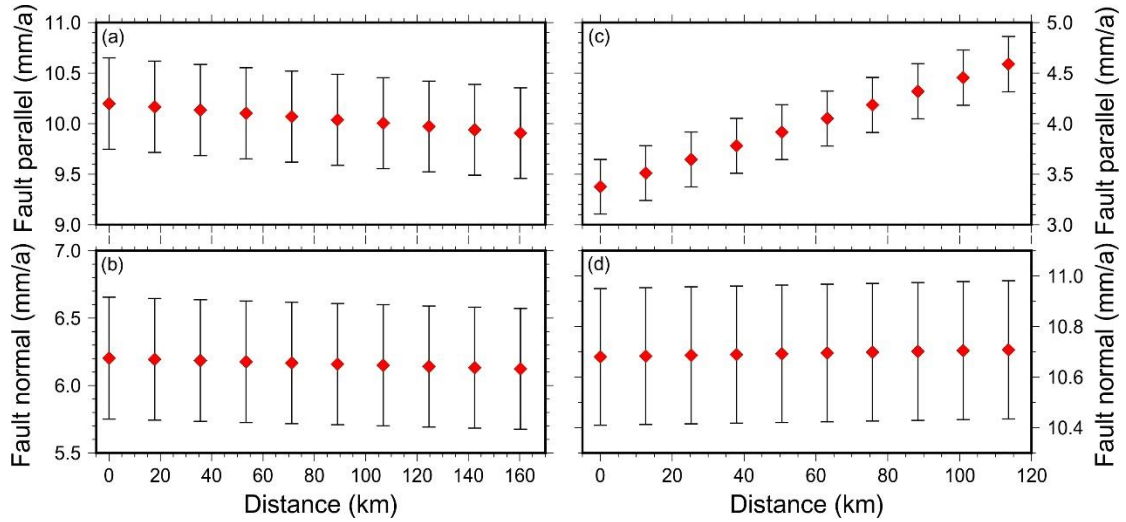 11.0
10.5
10.0
9.5
9.0
Fault parallel (mm/a)
(a)
(c)
5.0
4.5
4.0
3.5
3.0
Fault parallel (mm/a)
7.0
6.5
6.0
5.5
Fault normal (mm/a)
(b)
(d)
11.0
10.8
10.6
10.4
Fault normal (mm/a)
0 20 40 60 80 100 120 140 160
Distance (km)
0 20 40 60 80 100 120
Distance (km)